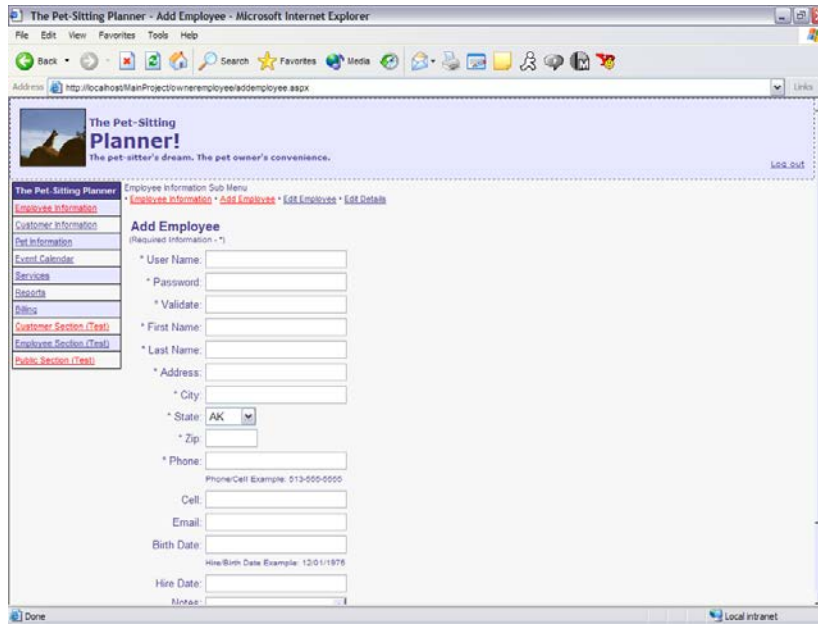 The Pet-Sitting Planner - Add Employee - Microsoft Internet Explorer
File Edit View Favorites Tools Help
Back Search Favorites Media
Address http://localhost/MainProject/owneremployee/addemployee.aspx Links
The Pet-Sitting
Planner!
The pet-sitter's dream. The pet owner's convenience.
Log out
The Pet-Sitting Planner
Employee Information
Customer Information
Pet Information
Event Calendar
Services
Reports
Billing
Customer Section (Test)
Employee Section (Test)
Public Section (Test)
Employee Information Sub Menu
• Employee Information • Add Employee • Edit Employee • Edit Details
Add Employee
(Required Information - *)
* User Name:
* Password:
* Validate:
* First Name:
* Last Name:
* Address:
* City:
* State: AK
* Zip:
* Phone:
Phone/Cell Example: 513-555-5555
Cell:
Email:
Birth Date:
Hire/Birth Date Example: 12/01/1976
Hire Date:
Notes:
Done Local intranet